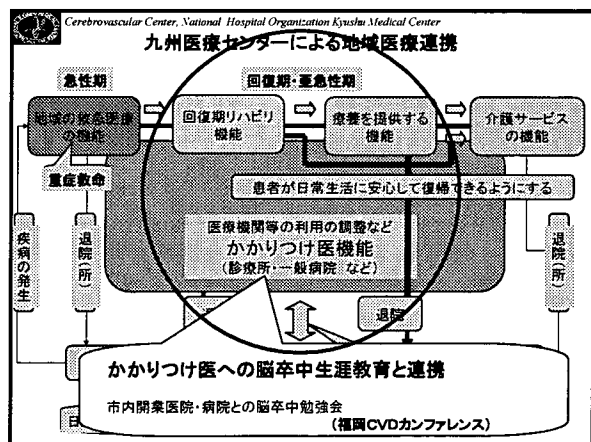 Cerebrovascular Center, National Hospital Organization Kyushu Medical Center
九州医療センターによる地域医療連携
急性期
回復期・亜急性期
地域の救急医療
の機能
回復期リハビリ
機能
療養を提供する
機能
介護サービス
の機能
重症救命
患者が日常生活に安心して復帰できるようにする
医療機関等の利用の調整など
かかりつけ医機能
(診療所・一般病院 など)
疾病の発生
退院(所)
退院(所)
退院
かかりつけ医への脳卒中生涯教育と連携
市内開業医院・病院との脳卒中勉強会
(福岡CVDカンファレンス)